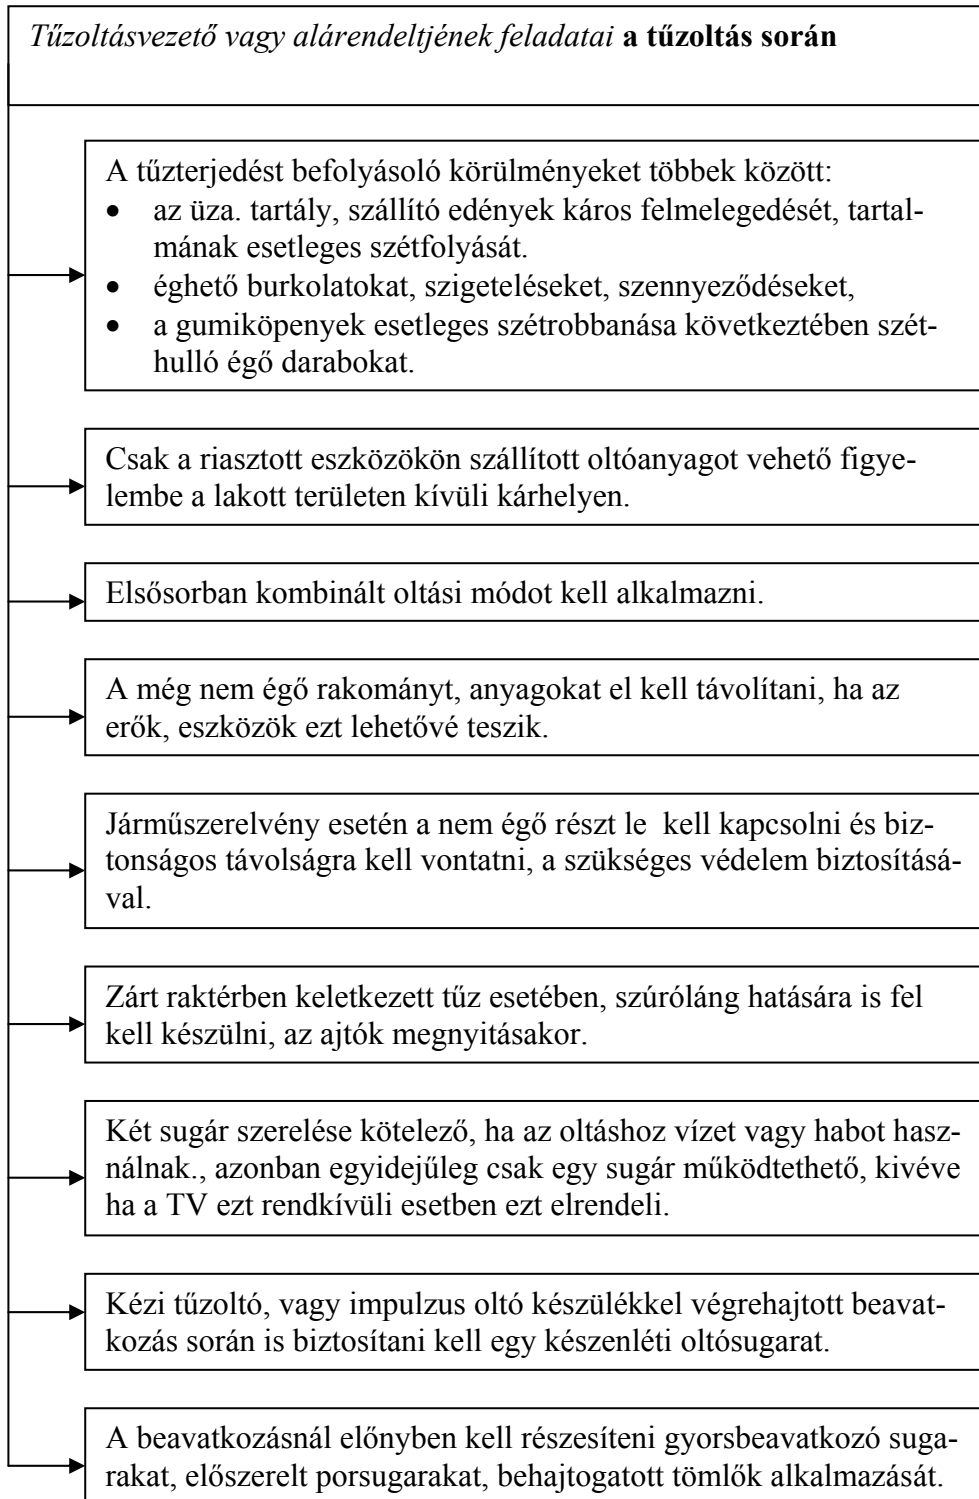 Tűzoltásvezető vagy alárendeltjének feladatai a tűzoltás során
A tűzterjedést befolyásoló körülményeket többek között:
• az üza. tartály, szállító edények káros felmelegedését, tartal-
mának esetleges szétfolyását.
• éghető burkolatokat, szigeteléseket, szennyeződéseket,
• a gumiköpenyek esetleges szétrobbanása következtében szét-
hulló égő darabokat.
Csak a riasztott eszközökön szállított oltóanyagot vehető figye-
lembe a lakott területen kívüli kárhelyen.
Elsősorban kombinált oltási módot kell alkalmazni.
A még nem égő rakományt, anyagokat el kell távolítani, ha az
erők, eszközök ezt lehetővé teszik.
Járműszerelvény esetén a nem égő részt le  kell kapcsolni és biz-
tonságos távolságra kell vontatni, a szükséges védelem biztosításá-
val.
Zárt raktérben keletkezett tűz esetében, szúróláng hatására is fel
kell készülni, az ajtók megnyitásakor.
Két sugár szerelése kötelező, ha az oltáshoz vízet vagy habot hasz-
nálnak., azonban egyidejűleg csak egy sugár működtethető, kivéve
ha a TV ezt rendkívüli esetben ezt elrendeli.
Kézi tűzoltó, vagy impulzus oltó készülékkel végrehajtott beavat-
kozás során is biztosítani kell egy készenléti oltósugarat.
A beavatkozásnál előnyben kell részesíteni gyorsbeavatkozó suga-
rakat, előszerelt porsugarakat, behajtogatott tömlők alkalmazását.